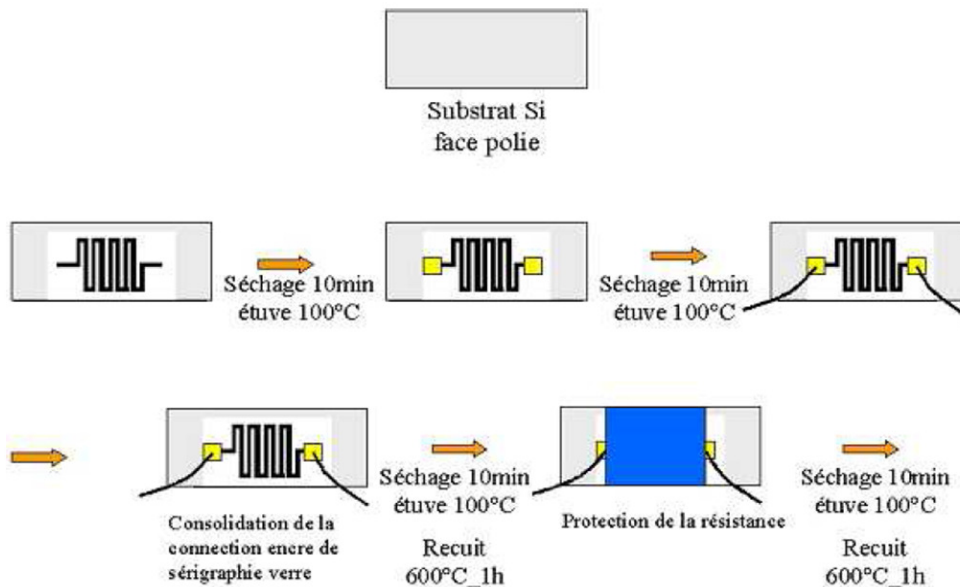 Substrat Si
face polie
Séchage 10min
étuve 100°C
Séchage 10min
étuve 100°C
Consolidation de la
connection encre de
sérigraphie verre
Séchage 10min
étuve 100°C
Recuit
600°C_1h
Protection de la résistance
Séchage 10min
étuve 100°C
Recuit
600°C_1h